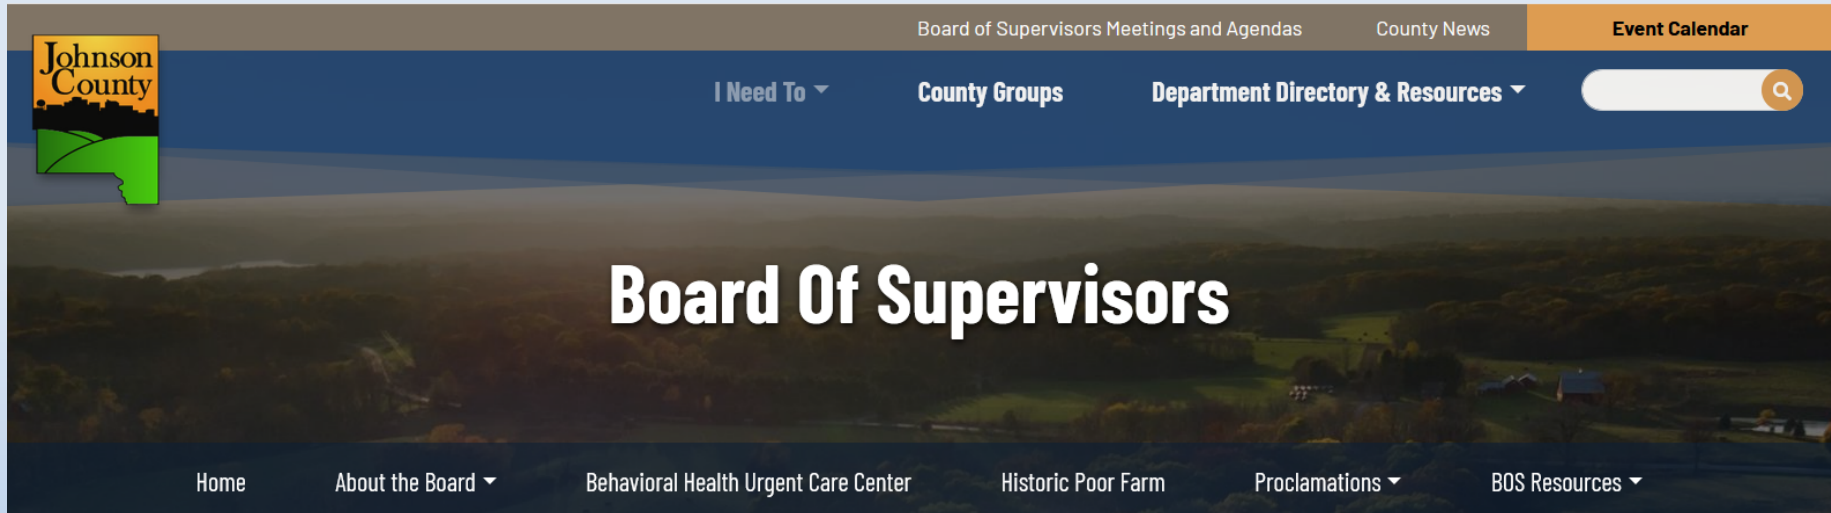 Board of Supervisors Meetings and Agendas County News Event Calendar
Johnson
County
I Need To County Groups Department Directory & Resources
Board Of Supervisors
Home About the Board Behavioral Health Urgent Care Center Historic Poor Farm Proclamations BOS Resources